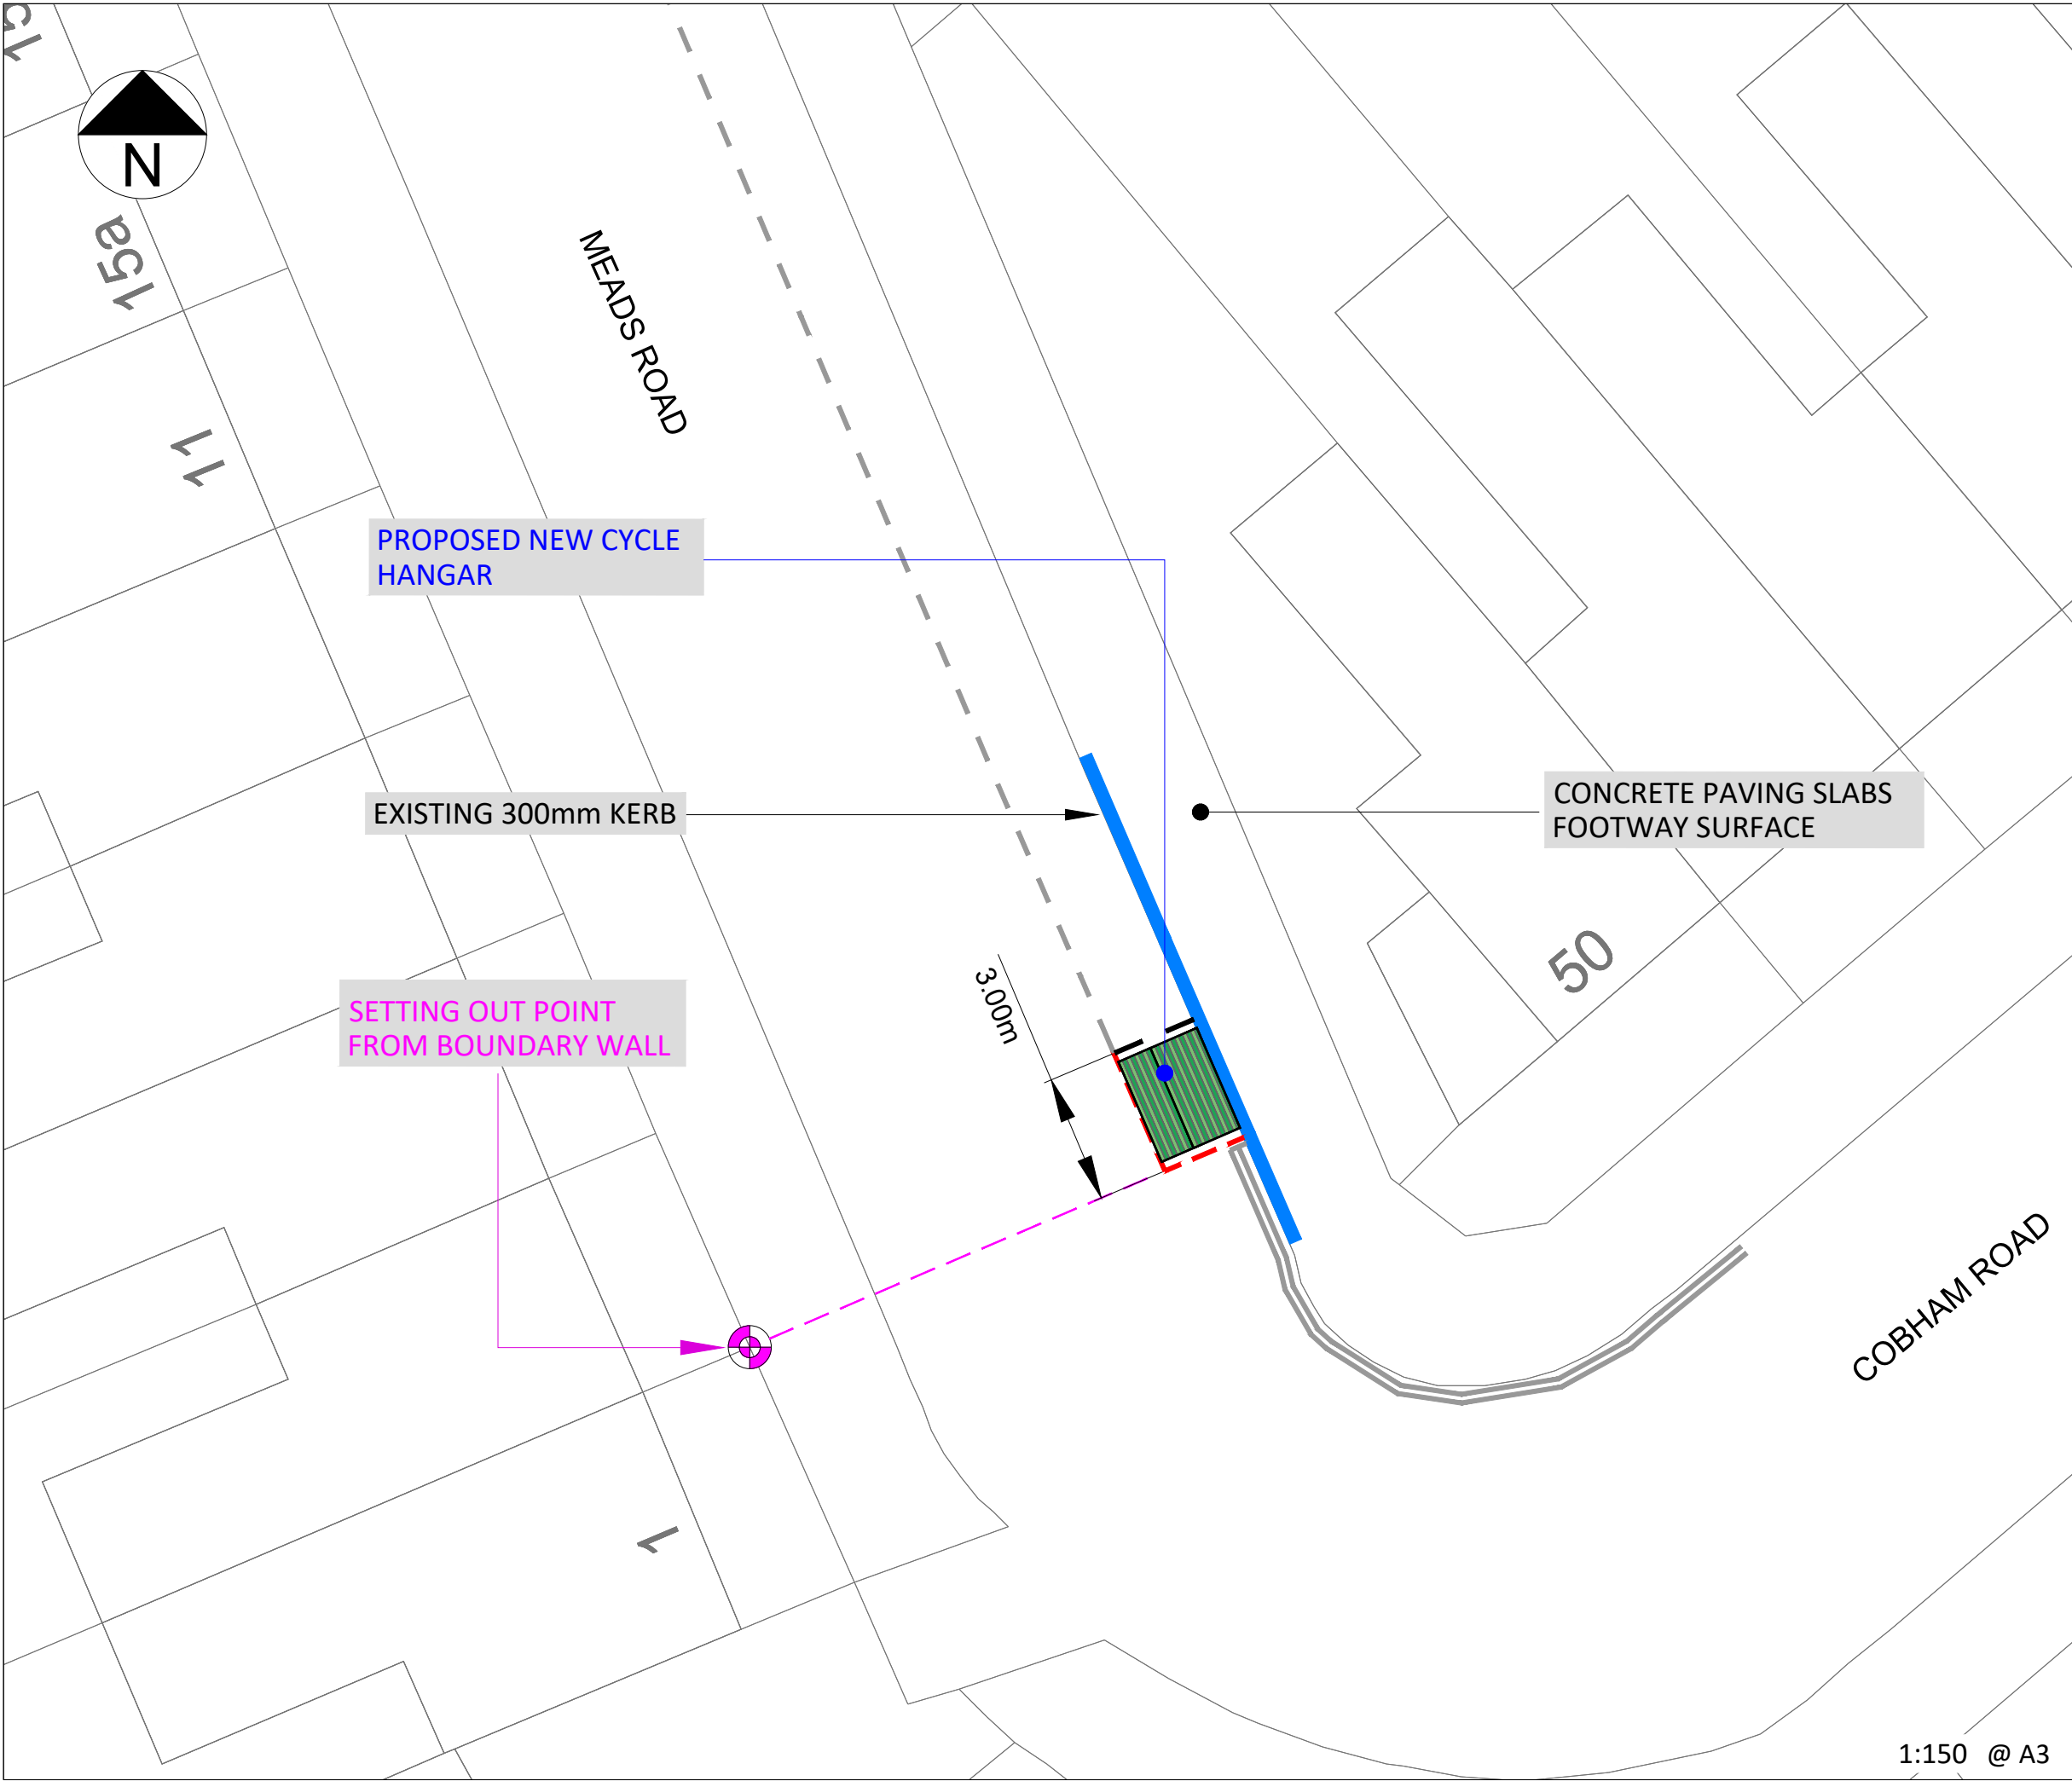 N
15a
11
MEADS ROAD
PROPOSED NEW CYCLE
HANGAR
EXISTING 300mm KERB
CONCRETE PAVING SLABS
FOOTWAY SURFACE
50
3.00m
SETTING OUT POINT
FROM BOUNDARY WALL
COBHAM ROAD
1
1:150 @ A3